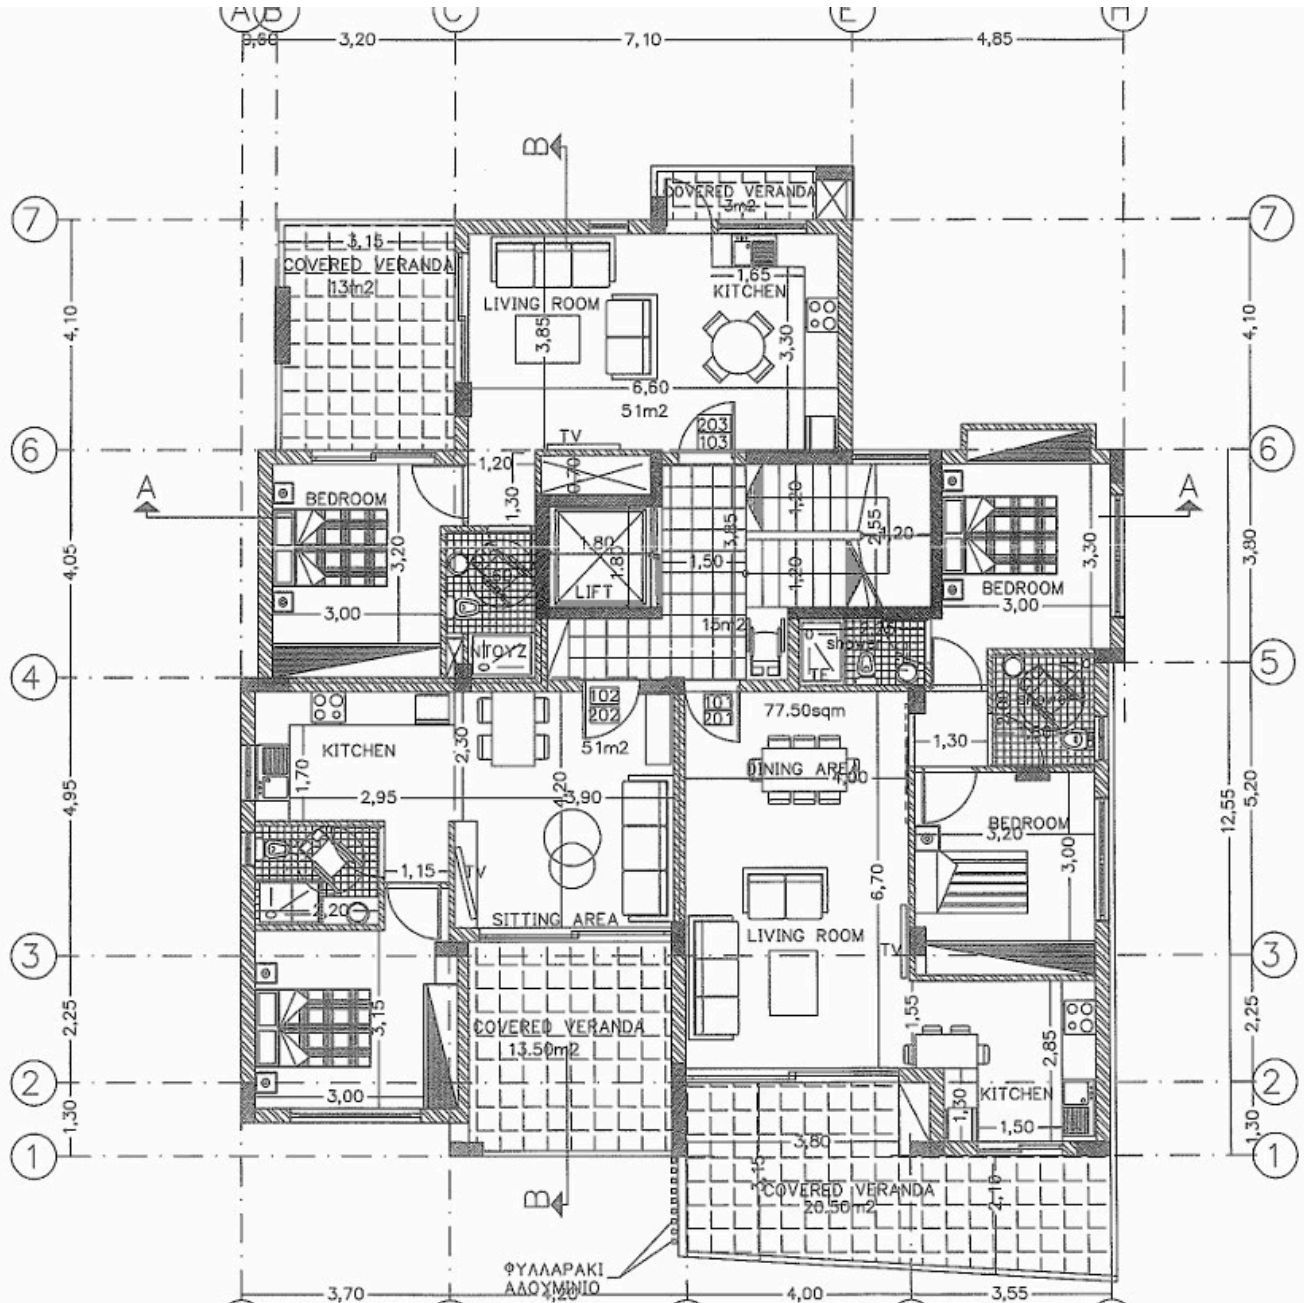 A B C E H
0,60 3,20 7,10 4,85
B
COVERED VERANDA
3m2
7 7
3,15
COVERED VERANDA
13m2
1,65
KITCHEN
LIVING ROOM
3,85
3,30
4,10 4,10
6,60
51m2
203
103
TV
6 6
1,20
0,70
A A
BEDROOM
1,30
1,20
3,85
2,55
1,20
3,20
1,80
1,80
1,50
1,20
3,30
3,80
4,05
LIFT
BEDROOM
3,00
3,00
15m2
shower
NTOYZ
TF
4 5
102
202
101
201
77.50sqm
51m2
KITCHEN
2,30
1,30
1,70
DINING AREA
4,00
2,95 4,20 3,90
4,95
5,20
12,55
BEDROOM
3,20
3,00
1,15
TV
6,70
2,20
SITTING AREA
LIVING ROOM
TV
3 3
3,15
1,55
2,25 2,25
COVERED VERANDA
13.50m2
2,85
2 2
3,00
KITCHEN
1,30
1,50
1,30 1,30
3,80
1 1
3,15
COVERED VERANDA
20.50m2
2,10
B
ΦΥΛΛΑΡΑΚΙ
ΑΛΟΥΜΙΝΙΟ
3,70 4,20 4,00 3,55